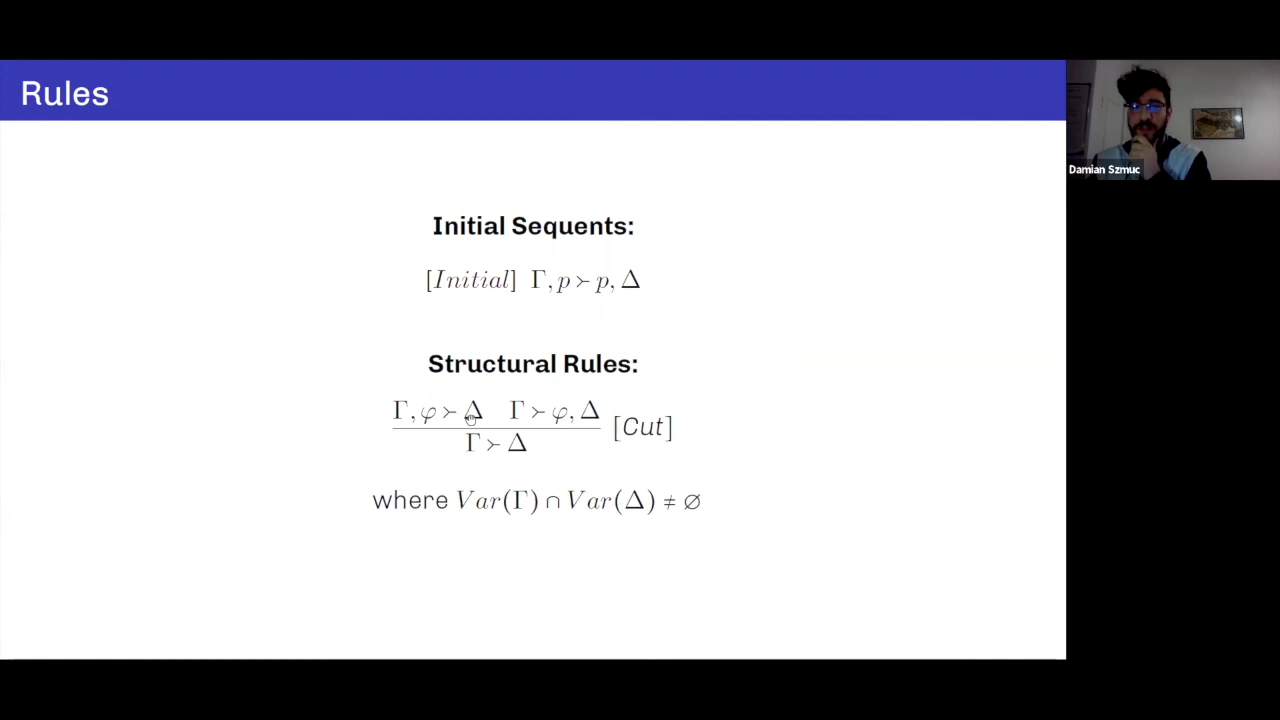 Rules
Damian Szmuc
Initial Sequents:
[Initial] Γ, p ≻ p, Δ
Structural Rules:
Γ, φ ≻ Δ Γ ≻ φ, Δ [Cut]
Γ ≻ Δ
where Var(Γ) ∩ Var(Δ) ≠ ∅